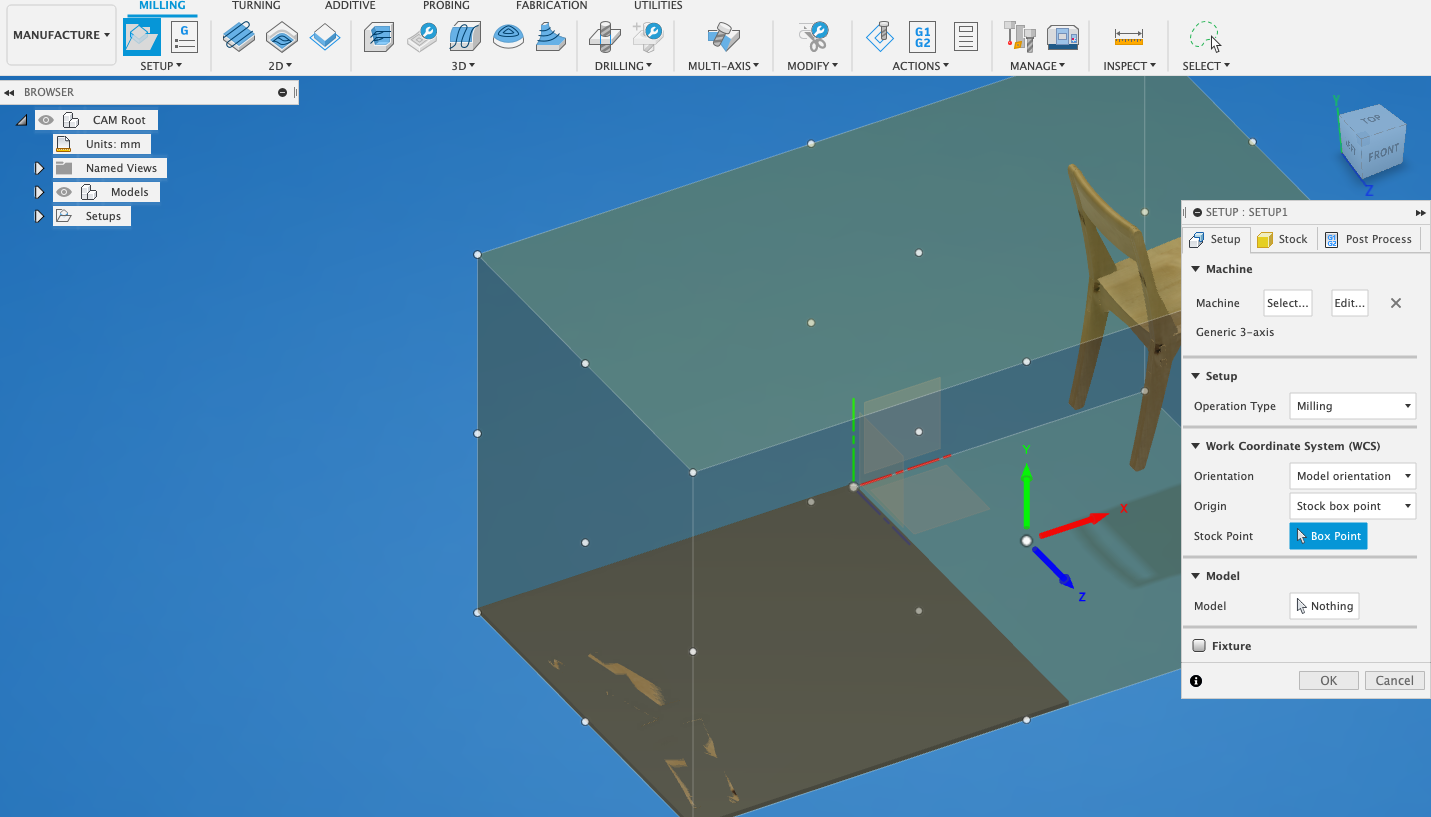 MILLING TURNING ADDITIVE PROBING FABRICATION UTILITIES
MANUFACTURE
G
G1
G2
SETUP 2D 3D DRILLING MULTI-AXIS MODIFY ACTIONS MANAGE INSPECT SELECT
BROWSER
CAM Root
Units: mm
Named Views
Models
Setups
Y
TOP
LEFT
FRONT
Z
SETUP : SETUP1
Setup Stock G1 G2 Post Process
Machine
Machine Select... Edit...
Generic 3-axis
Setup
Operation Type Milling
Work Coordinate System (WCS)
Orientation Model orientation
Origin Stock box point
Stock Point Box Point
Model
Model Nothing
Fixture
OK Cancel
Y
X
Z